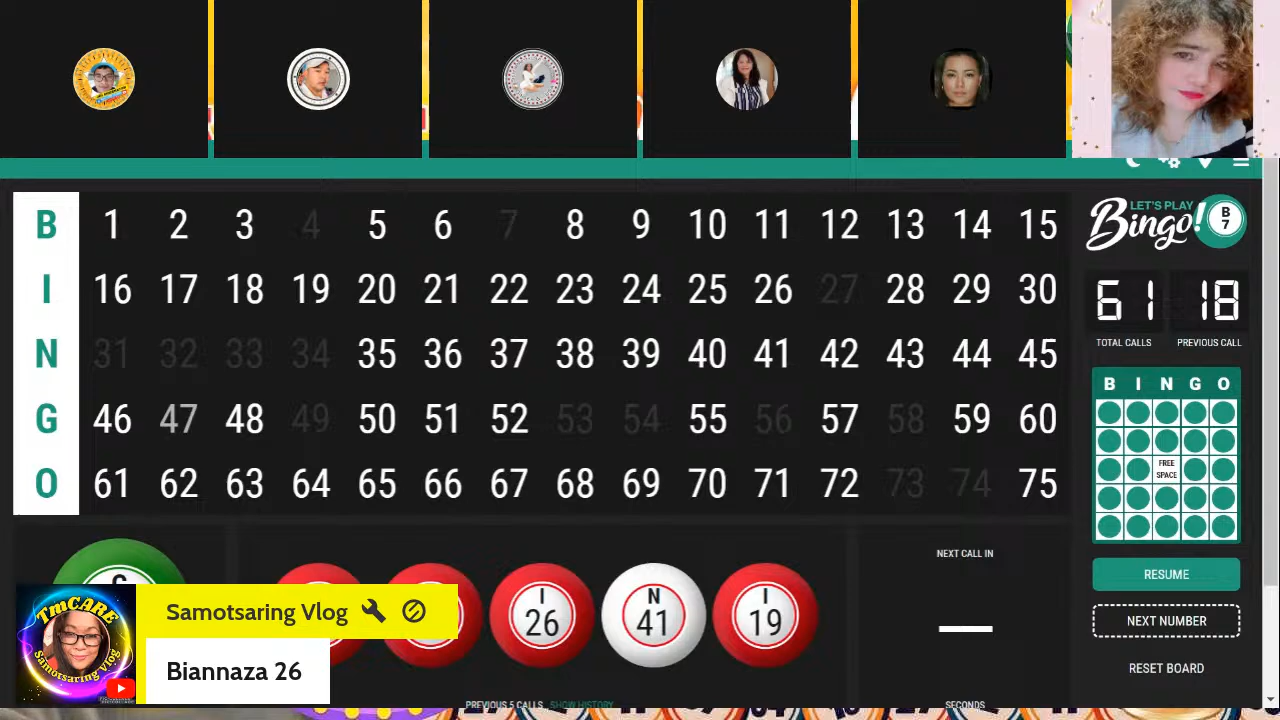 LET'S PLAY
Bingo!
B
7
B 1 2 3 4 5 6 7 8 9 10 11 12 13 14 15
I 16 17 18 19 20 21 22 23 24 25 26 27 28 29 30
N 31 32 33 34 35 36 37 38 39 40 41 42 43 44 45
G 46 47 48 49 50 51 52 53 54 55 56 57 58 59 60
O 61 62 63 64 65 66 67 68 69 70 71 72 73 74 75
61 18
TOTAL CALLS PREVIOUS CALL
B I N G O
FREE
SPACE
RESUME
NEXT NUMBER
RESET BOARD
NEXT CALL IN
I
26
N
41
I
19
TmCARE
Samotsaring Vlog
Samotsaring Vlog
Biannaza 26
PREVIOUS 5 CALLS SHOW HISTORY
SECONDS